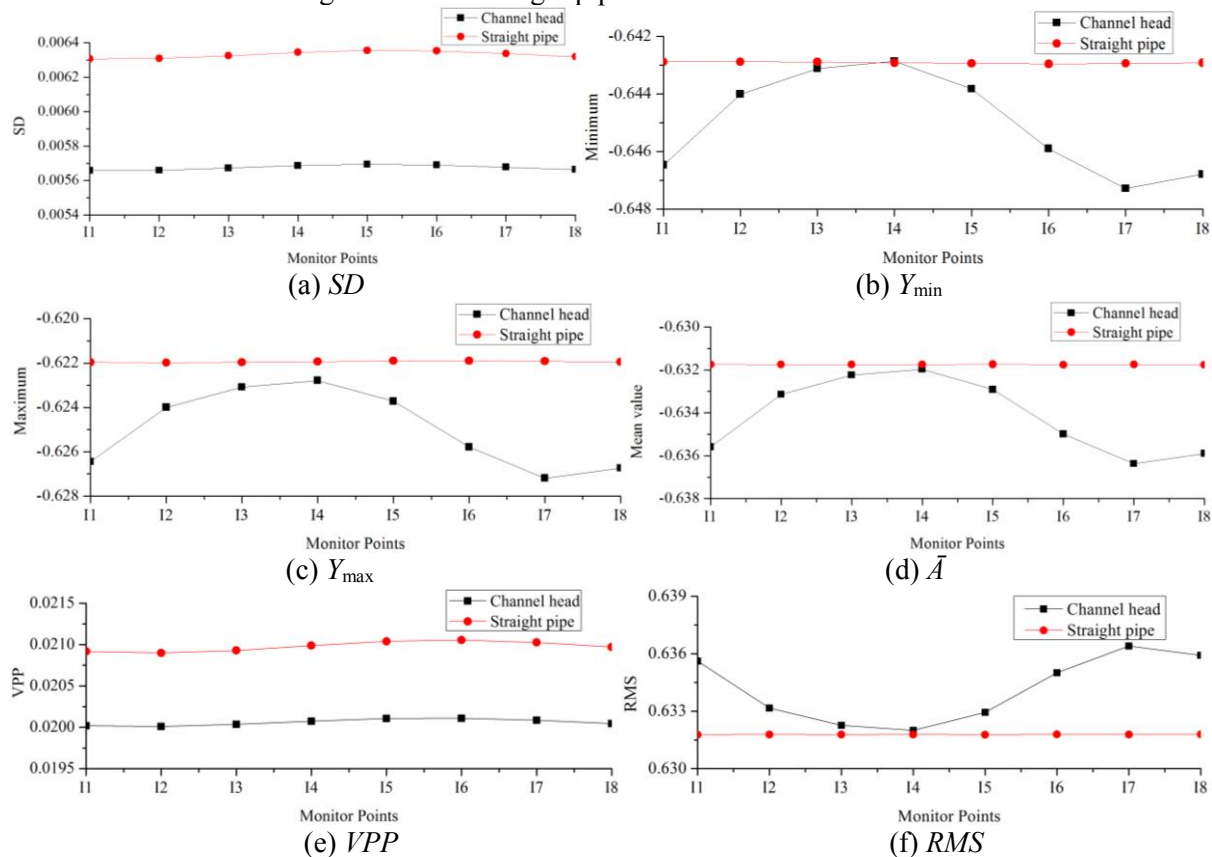 Channel head
Straight pipe
0.0064
0.0062
0.0060
0.0058
0.0056
0.0054
SD
I1 I2 I3 I4 I5 I6 I7 I8
Monitor Points
(a) SD
Channel head
Straight pipe
-0.642
-0.644
-0.646
-0.648
Minimum
I1 I2 I3 I4 I5 I6 I7 I8
Monitor Points
(b) Ymin
Channel head
Straight pipe
-0.620
-0.622
-0.624
-0.626
-0.628
Maximum
I1 I2 I3 I4 I5 I6 I7 I8
Monitor Points
(c) Ymax
Channel head
Straight pipe
-0.630
-0.632
-0.634
-0.636
-0.638
Mean value
I1 I2 I3 I4 I5 I6 I7 I8
Monitor Points
(d) Ā
Channel head
Straight pipe
0.0215
0.0210
0.0205
0.0200
0.0195
VPP
I1 I2 I3 I4 I5 I6 I7 I8
Monitor Points
(e) VPP
Channel head
Straight pipe
0.639
0.636
0.633
0.630
RMS
I1 I2 I3 I4 I5 I6 I7 I8
Monitor Points
(f) RMS